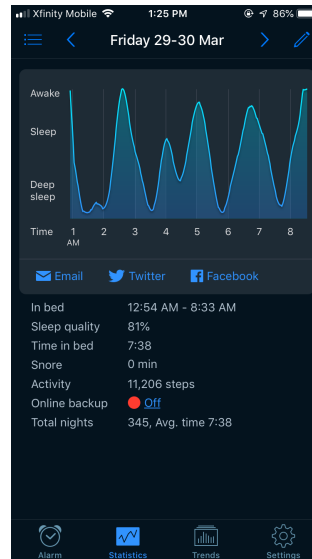 Xfinity Mobile 1:25 PM 86%
Friday 29-30 Mar
Awake
Sleep
Deep
sleep
Time 1 2 3 4 5 6 7 8
AM
Email Twitter Facebook
In bed 12:54 AM - 8:33 AM
Sleep quality 81%
Time in bed 7:38
Snore 0 min
Activity 11,206 steps
Online backup Off
Total nights 345, Avg. time 7:38
Alarm Statistics Trends Settings